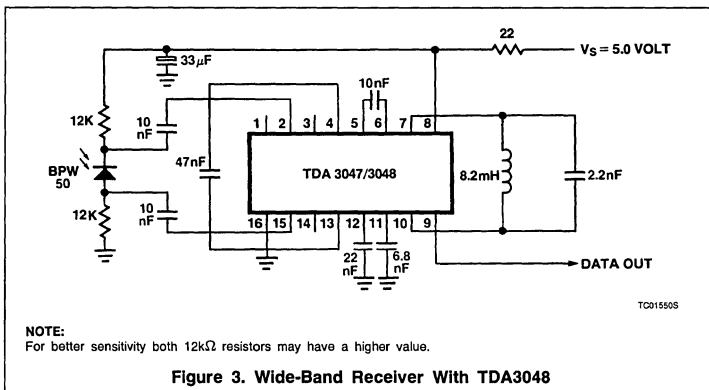 22
V_S = 5.0 VOLT
33μF
10nF
12K
10
nF
1 2 3 4 5 6 7 8
BPW
50
47nF
TDA 3047/3048
8.2mH
2.2nF
12K
10
nF
16 15 14 13 12 11 10 9
22
nF
6.8
nF
DATA OUT
TC01550S
NOTE:
For better sensitivity both 12kΩ resistors may have a higher value.
Figure 3. Wide-Band Receiver With TDA3048